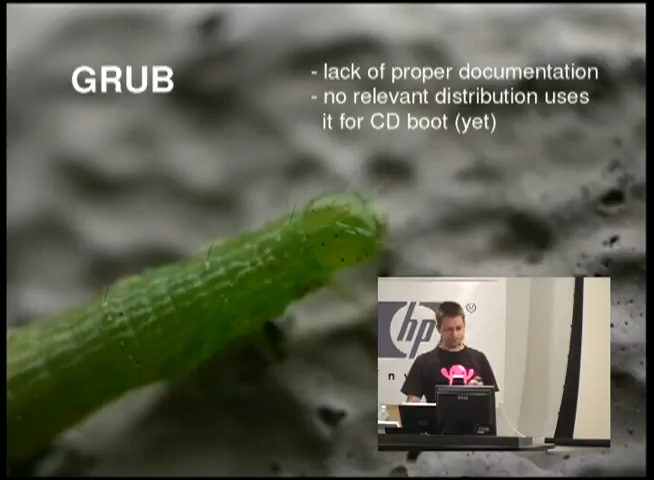 GRUB
- lack of proper documentation
- no relevant distribution uses
it for CD boot (yet)
hp
®
n v